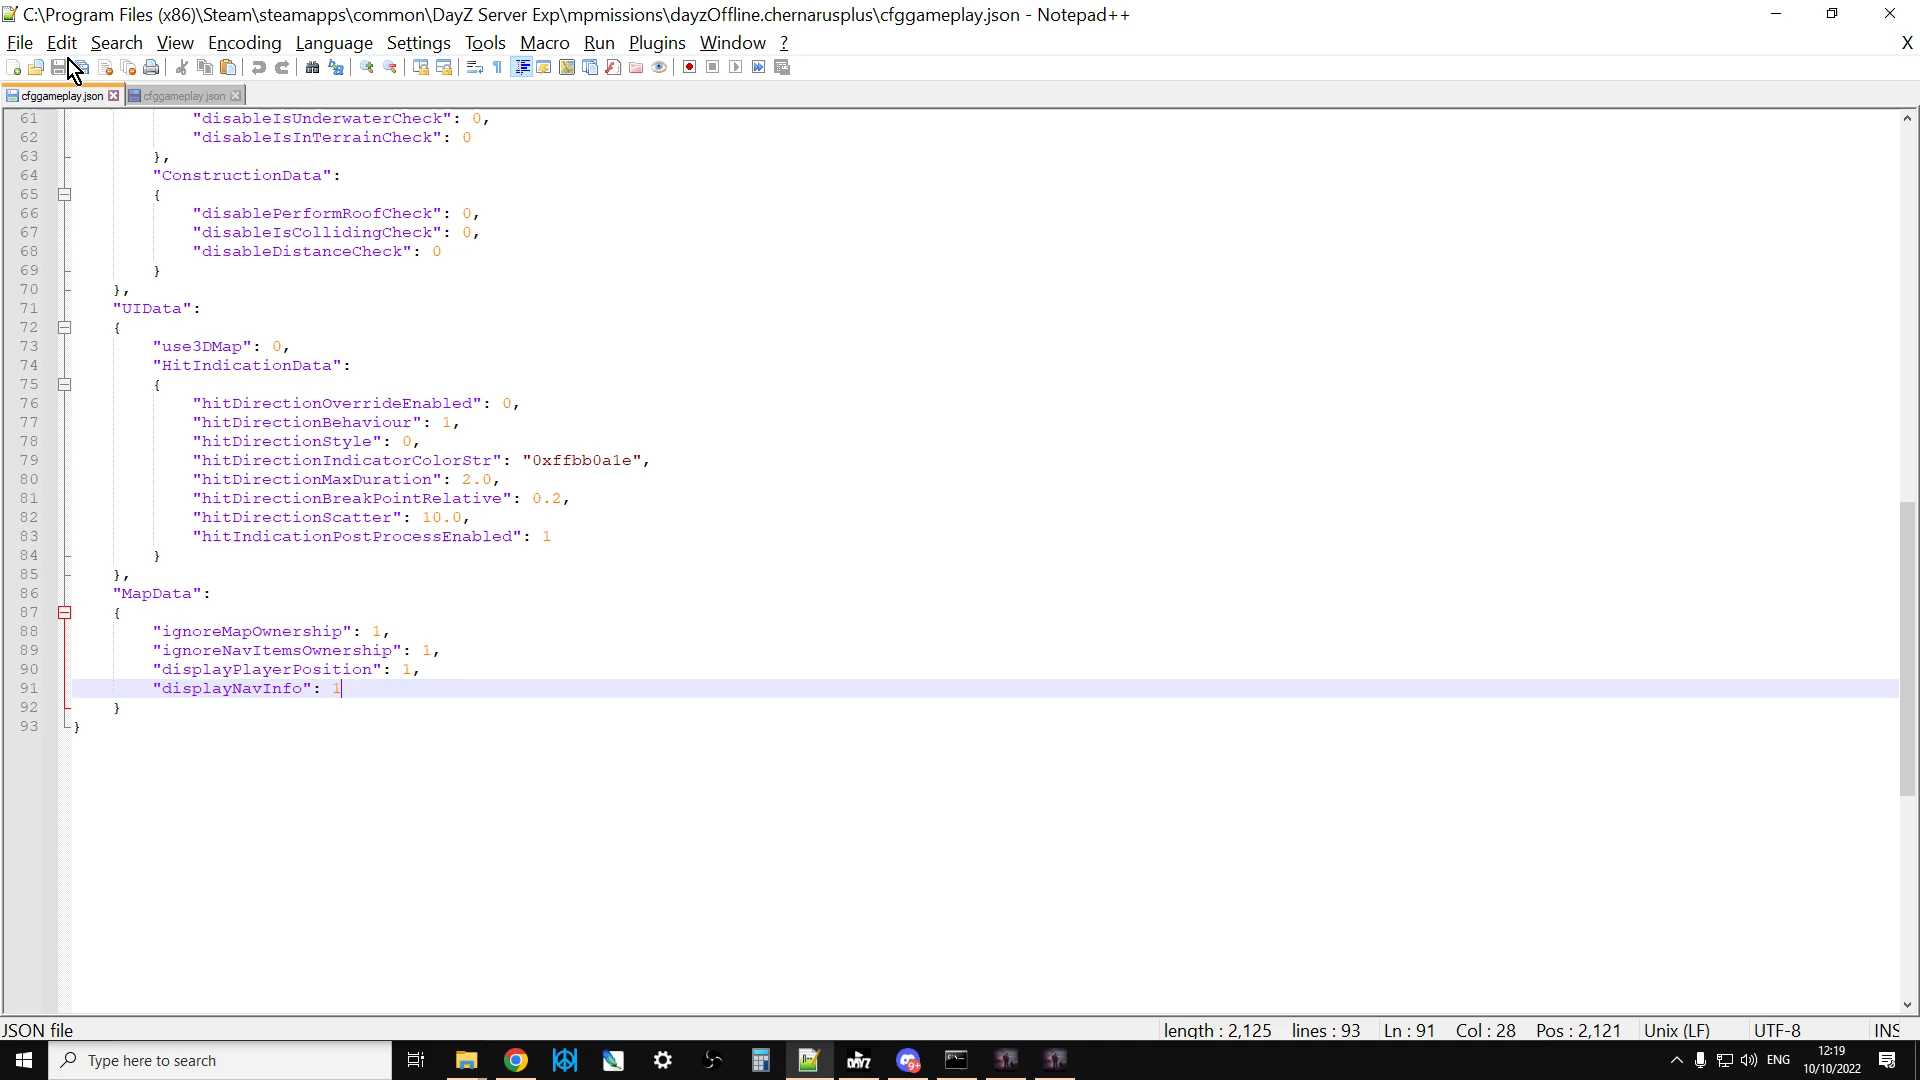 C:\Program Files (x86)\Steam\steamapps\common\DayZ Server Exp\mpmissions\dayzOffline.chernarusplus\cfggameplay.json - Notepad++
File Edit Search View Encoding Language Settings Tools Macro Run Plugins Window ? X
cfggameplay.json cfggameplay.json
61 "disableIsUnderwaterCheck": 0,
62 "disableIsInTerrainCheck": 0
63 },
64 "ConstructionData":
65 {
66 "disablePerformRoofCheck": 0,
67 "disableIsCollidingCheck": 0,
68 "disableDistanceCheck": 0
69 }
70 },
71 "UIData":
72 {
73 "use3DMap": 0,
74 "HitIndicationData":
75 {
76 "hitDirectionOverrideEnabled": 0,
77 "hitDirectionBehaviour": 1,
78 "hitDirectionStyle": 0,
79 "hitDirectionIndicatorColorStr": "0xffbb0a1e",
80 "hitDirectionMaxDuration": 2.0,
81 "hitDirectionBreakPointRelative": 0.2,
82 "hitDirectionScatter": 10.0,
83 "hitIndicationPostProcessEnabled": 1
84 }
85 },
86 "MapData":
87 {
88 "ignoreMapOwnership": 1,
89 "ignoreNavItemsOwnership": 1,
90 "displayPlayerPosition": 1,
91 "displayNavInfo": 1
92 }
93 }
JSON file length : 2,125 lines : 93 Ln : 91 Col : 28 Pos : 2,121 Unix (LF) UTF-8 INS
Type here to search DAYZ 9+ ENG 12:19
10/10/2022